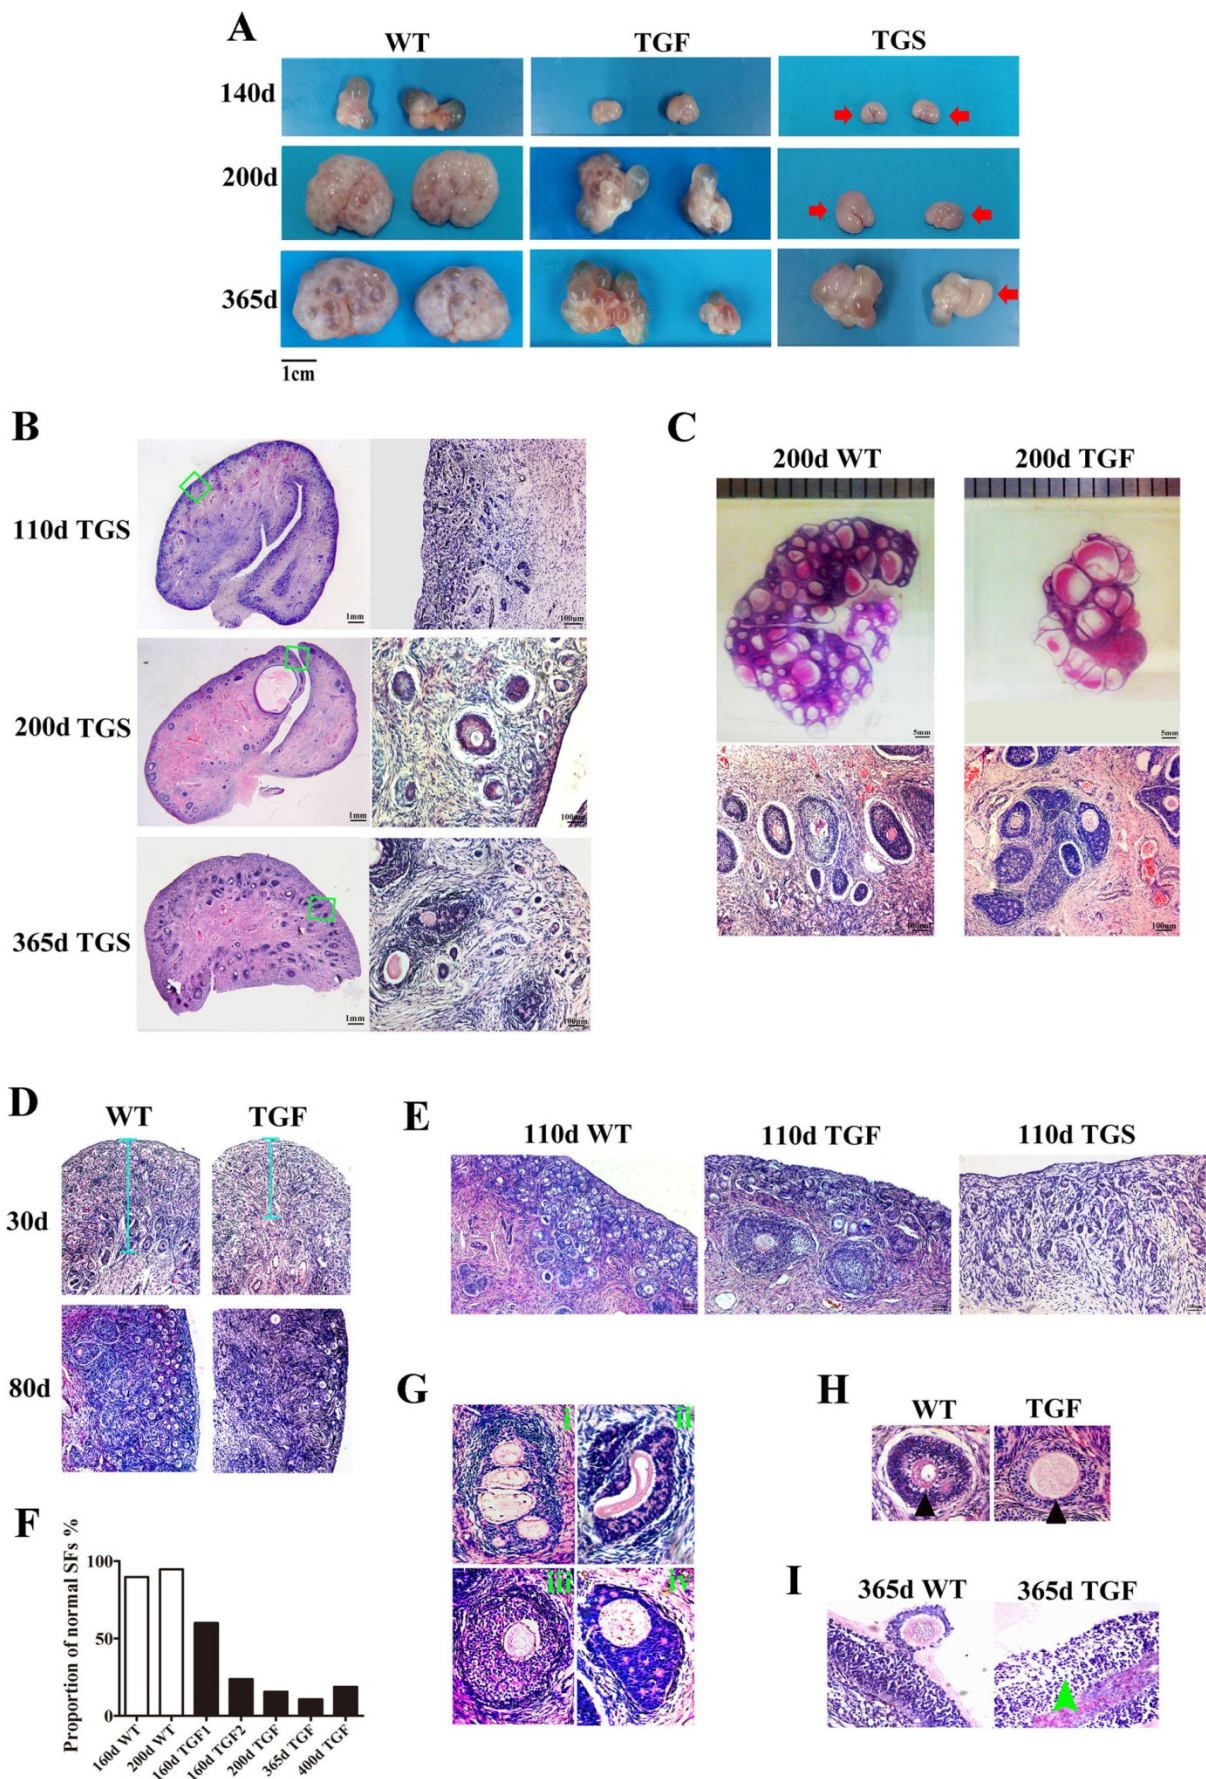 A
WT TGF TGS
140d
200d
365d
1cm
B
110d TGS
1mm 100μm
200d TGS
1mm 100μm
365d TGS
1mm 100μm
C
200d WT 200d TGF
5mm 5mm
100μm 100μm
D
WT TGF
30d
80d
E
110d WT 110d TGF 110d TGS
F
Proportion of normal SFs %
100
50
0
160d WT
200d WT
160d TGF1
160d TGF2
200d TGF
365d TGF
400d TGF
G
i ii
iii iv
H
WT TGF
I
365d WT 365d TGF